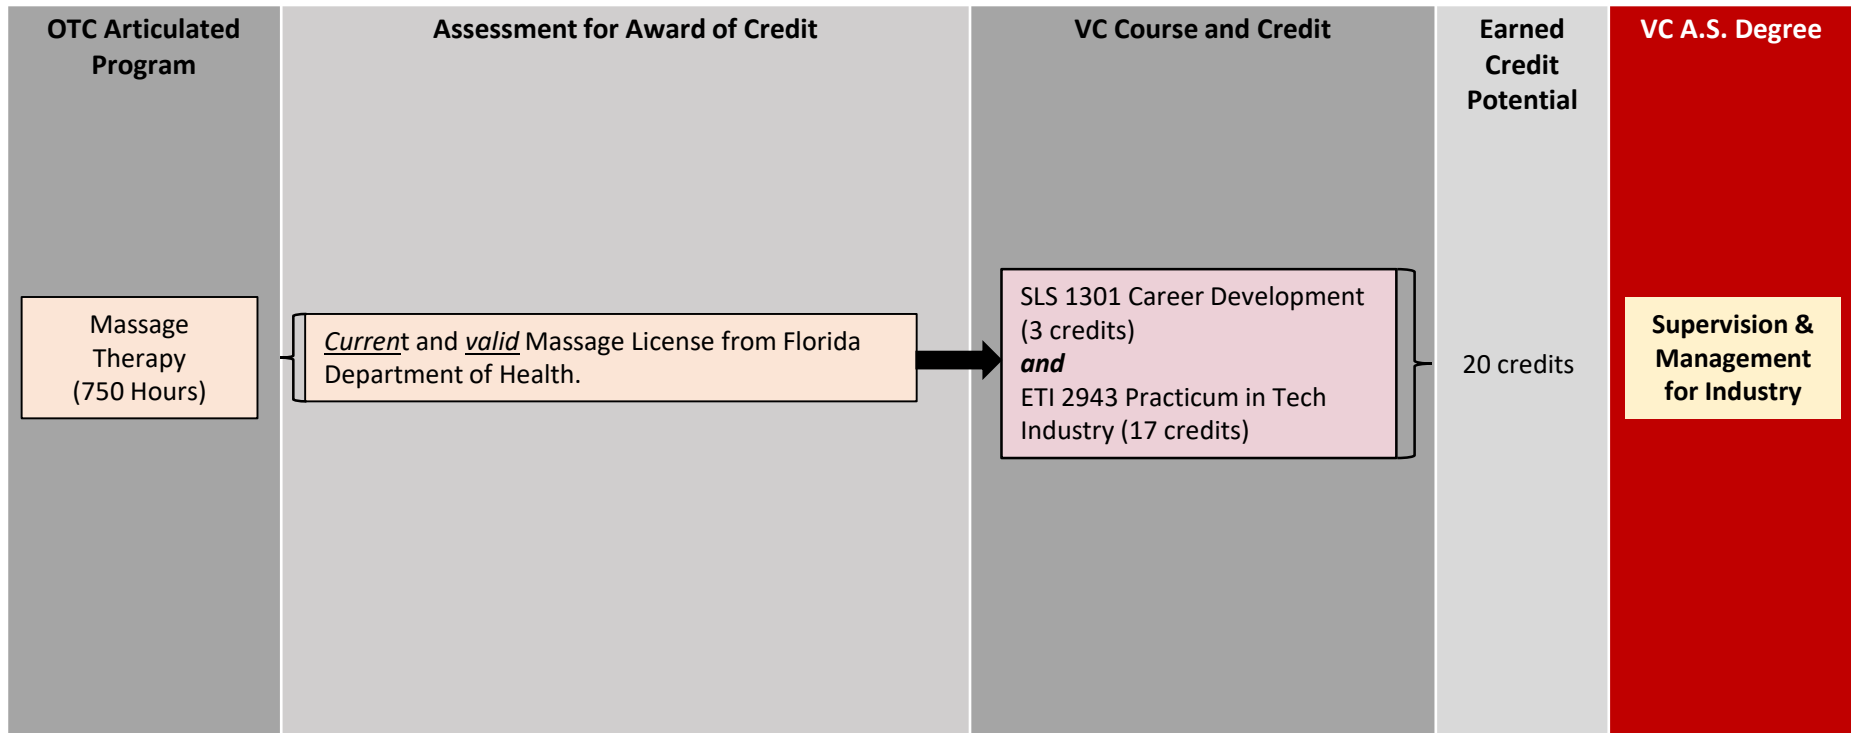 OTC Articulated
Program
Assessment for Award of Credit
VC Course and Credit
Earned
Credit
Potential
VC A.S. Degree
Massage
Therapy
(750 Hours)
Current and valid Massage License from Florida
Department of Health.
SLS 1301 Career Development
(3 credits)
and
ETI 2943 Practicum in Tech
Industry (17 credits)
20 credits
Supervision &
Management
for Industry